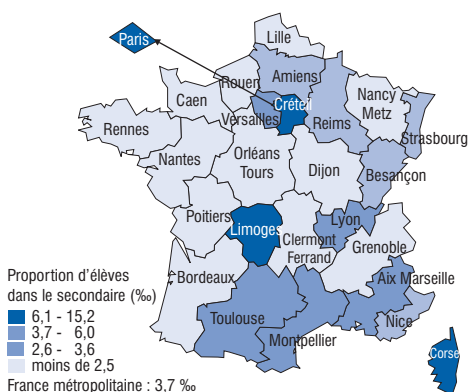 Paris
Lille
Amiens
Rouen
Caen
Créteil
Nancy
Metz
Versailles
Reims
Rennes
Strasbourg
Nantes
Orléans
Tours
Dijon
Besançon
Poitiers
Limoges
Lyon
Clermont
Ferrand
Grenoble
Bordeaux
Aix Marseille
Toulouse
Nice
Montpellier
Corse
Proportion d'élèves
dans le secondaire (‰)
6,1 - 15,2
3,7 - 6,0
2,6 - 3,6
moins de 2,5
France métropolitaine : 3,7 ‰